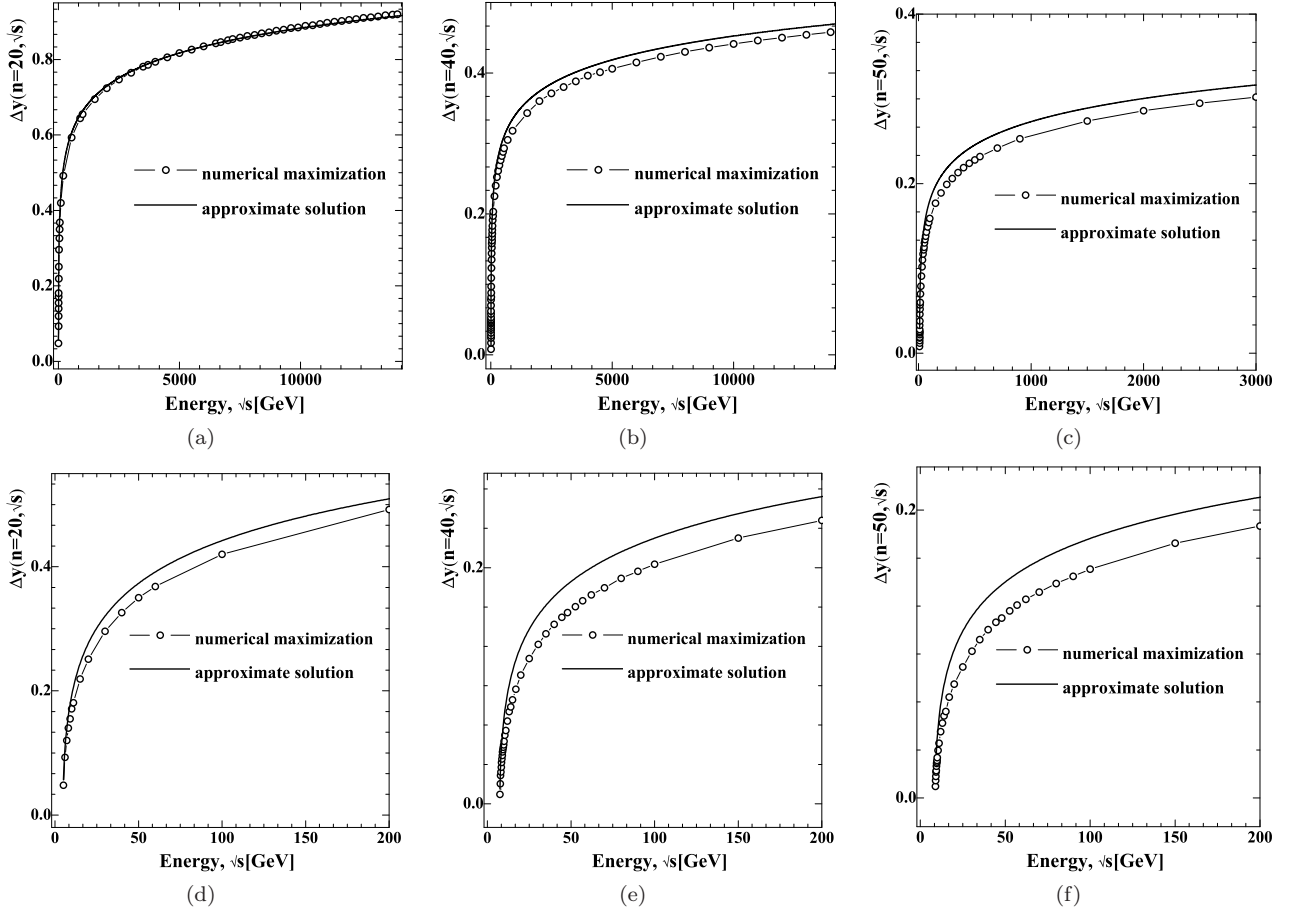 Δy(n=20,√s)
0.8
0.6
0.4
0.2
0.0
numerical maximization
approximate solution
0 5000 10000
Energy, √s[GeV]
(a)
Δy(n=40,√s)
0.4
0.2
0.0
numerical maximization
approximate solution
0 5000 10000
Energy, √s[GeV]
(b)
Δy(n=50,√s)
0.4
0.2
0.0
numerical maximization
approximate solution
0 1000 2000 3000
Energy, √s[GeV]
(c)
Δy(n=20,√s)
0.4
0.2
0.0
numerical maximization
approximate solution
0 50 100 150 200
Energy, √s[GeV]
(d)
Δy(n=40,√s)
0.2
0.0
numerical maximization
approximate solution
0 50 100 150 200
Energy, √s[GeV]
(e)
Δy(n=50,√s)
0.2
0.0
numerical maximization
approximate solution
0 50 100 150 200
Energy, √s[GeV]
(f)